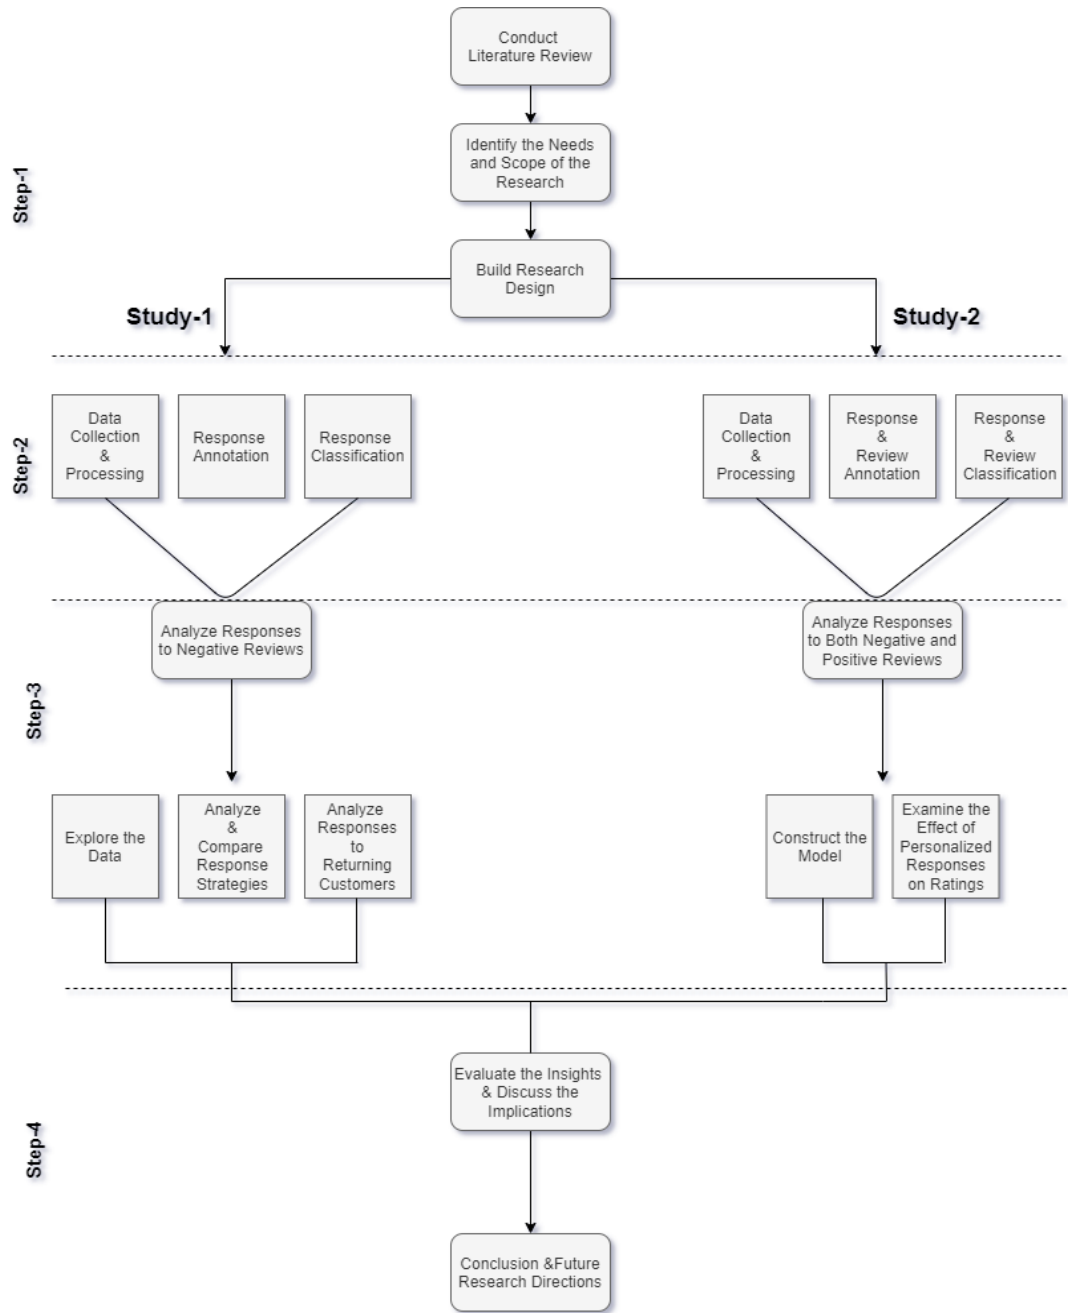 Conduct
Literature Review
Step-1
Identify the Needs
and Scope of the
Research
Build Research
Design
Study-1
Study-2
Step-2
Data
Collection
&
Processing
Response
Annotation
Response
Classification
Data
Collection
&
Processing
Response
&
Review
Annotation
Response
&
Review
Classification
Step-3
Analyze Responses
to Negative Reviews
Analyze Responses
to Both Negative and
Positive Reviews
Explore the
Data
Analyze
&
Compare
Response
Strategies
Analyze
Responses
to
Returning
Customers
Construct the
Model
Examine the
Effect of
Personalized
Responses
on Ratings
Step-4
Evaluate the Insights
& Discuss the
Implications
Conclusion &Future
Research Directions